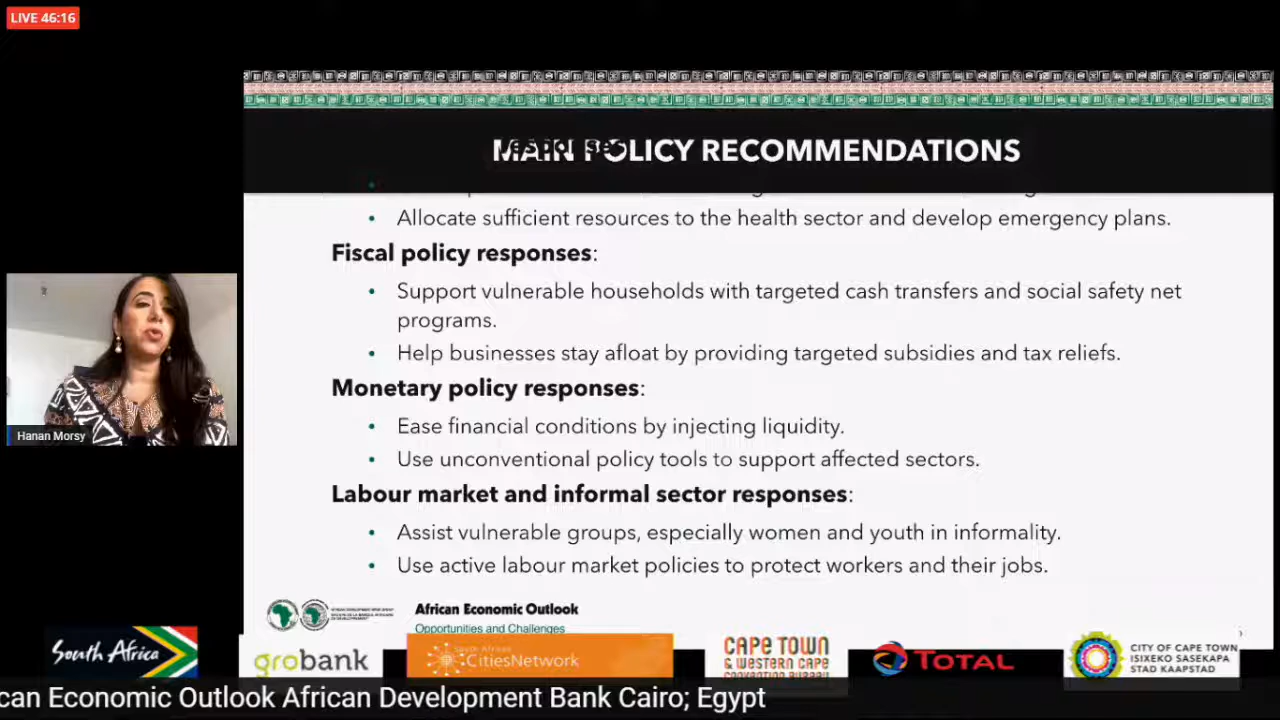 LIVE 46:16
MAIN POLICY RECOMMENDATIONS
• Allocate sufficient resources to the health sector and develop emergency plans.
Fiscal policy responses:
• Support vulnerable households with targeted cash transfers and social safety net
programs.
• Help businesses stay afloat by providing targeted subsidies and tax reliefs.
Monetary policy responses:
• Ease financial conditions by injecting liquidity.
• Use unconventional policy tools to support affected sectors.
Hanan Morsy
Labour market and informal sector responses:
• Assist vulnerable groups, especially women and youth in informality.
• Use active labour market policies to protect workers and their jobs.
African Economic Outlook
Opportunities and Challenges
South Africa
grobank
South African
CitiesNetwork
CAPE TOWN
& WESTERN CAPE
CONVENTION BUREAU
TOTAL
CITY OF CAPE TOWN
ISIXEKO SASEKAPA
STAD KAAPSTAD
can Economic Outlook African Development Bank Cairo; Egypt